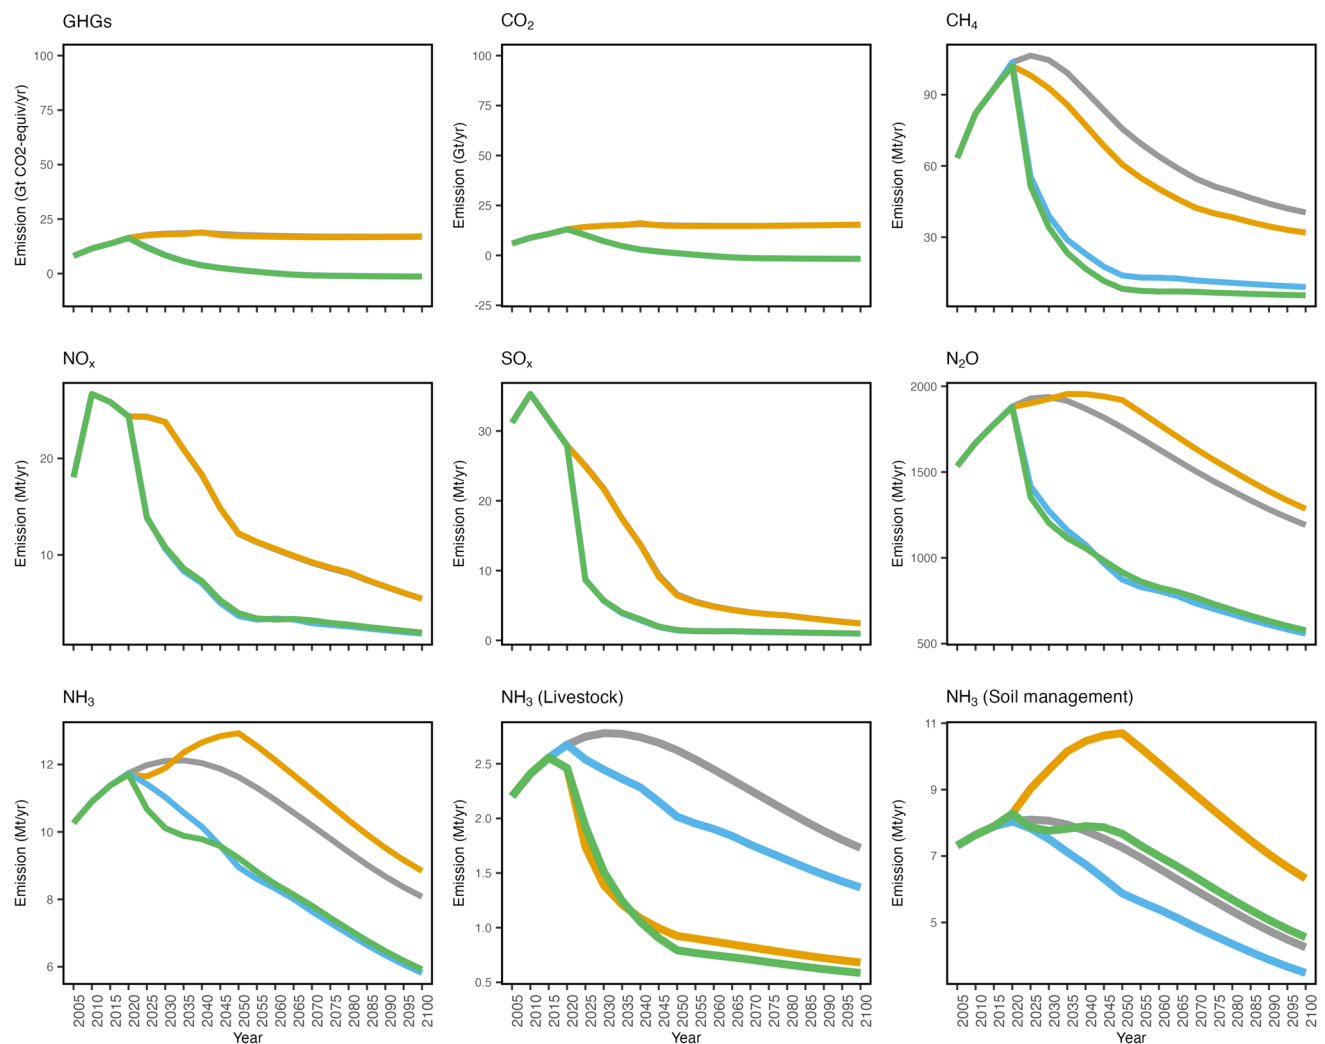 GHGs
Emission (Gt CO2-equiv/yr)
100
75
50
25
0
CO₂
Emission (Gt/yr)
100
75
50
25
0
-25
CH₄
Emission (Mt/yr)
90
60
30
NOₓ
Emission (Mt/yr)
20
10
SOₓ
Emission (Mt/yr)
30
20
10
0
N₂O
Emission (Mt/yr)
2000
1500
1000
500
NH₃
Emission (Mt/yr)
12
10
8
6
2005 2010 2015 2020 2025 2030 2035 2040 2045 2050 2055 2060 2065 2070 2075 2080 2085 2090 2095 2100
Year
NH₃ (Livestock)
Emission (Mt/yr)
2.5
2.0
1.5
1.0
0.5
2005 2010 2015 2020 2025 2030 2035 2040 2045 2050 2055 2060 2065 2070 2075 2080 2085 2090 2095 2100
Year
NH₃ (Soil management)
Emission (Mt/yr)
11
9
7
5
2005 2010 2015 2020 2025 2030 2035 2040 2045 2050 2055 2060 2065 2070 2075 2080 2085 2090 2095 2100
Year